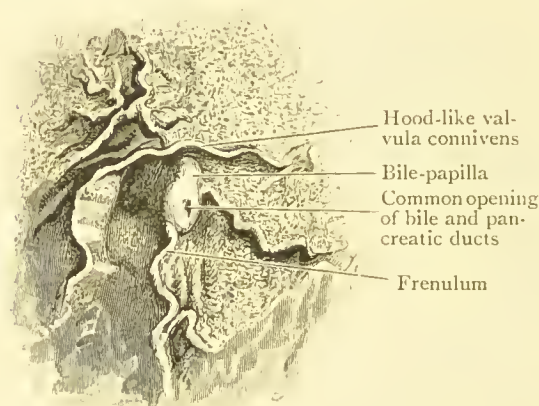 Hood-like val-
vula connivens
Bile-papilla
Common opening
of bile and pan-
creatic ducts
Frenulum